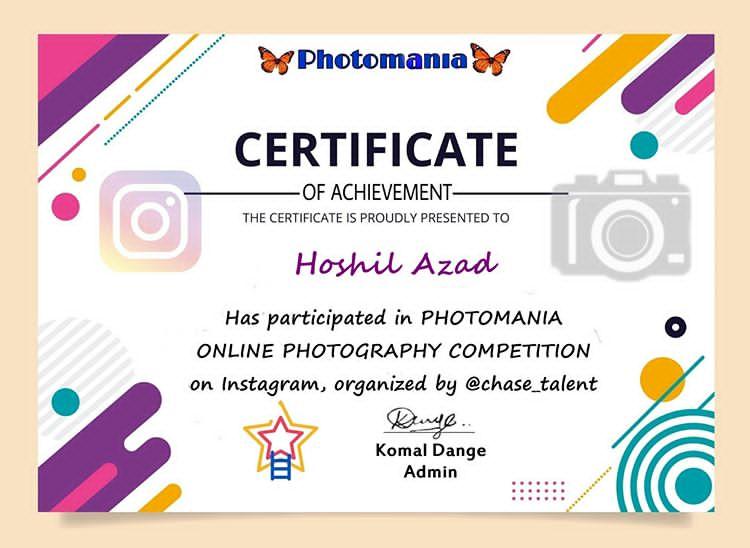 Photomania
CERTIFICATE
OF ACHIEVEMENT
THE CERTIFICATE IS PROUDLY PRESENTED TO
Hoshil Azad
Has participated in PHOTOMANIA
ONLINE PHOTOGRAPHY COMPETITION
on Instagram, organized by @chase_talent
Dange..
Komal Dange
Admin